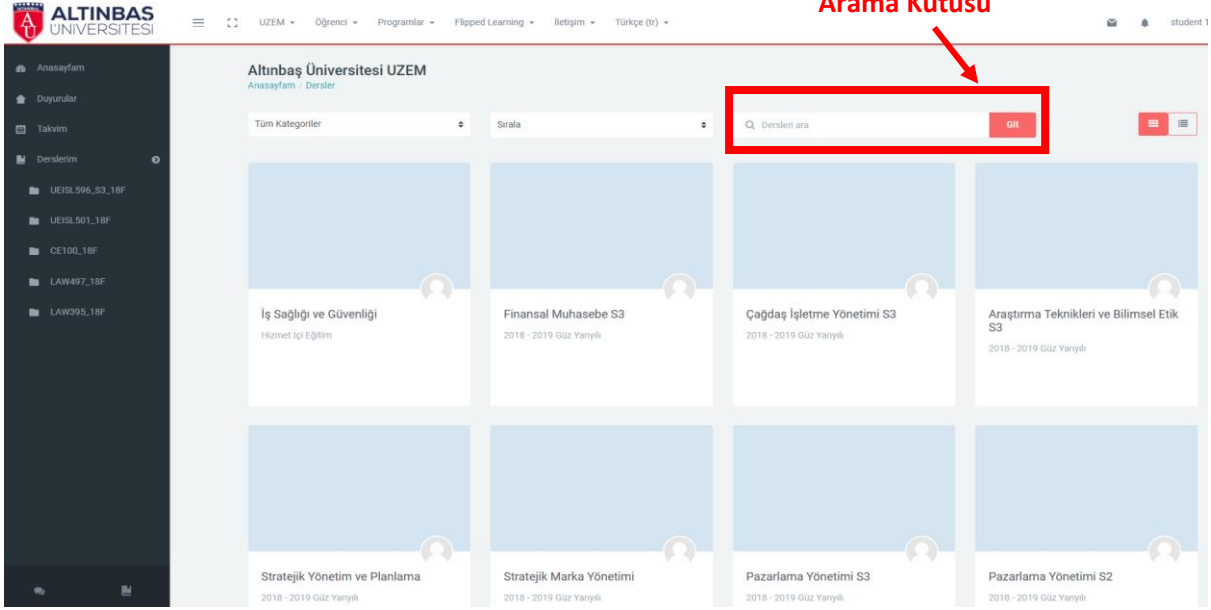 Arama Kutusu
ALTINBAS
ÜNİVERSİTESİ
UZEM Öğrenci Programlar Flipped Learning İletişim Türkçe (tr)
student 1
Anasayfam
Duyurular
Takvim
Derslerim
UEISL596_S3_18F
UEISL501_18F
CE100_18F
LAW497_18F
LAW395_18F
Altınbaş Üniversitesi UZEM
Anasayfam / Dersler
Tüm Kategoriler
Sırala
Dersleri ara
Git
İş Sağlığı ve Güvenliği
Hizmet İçi Eğitim
Finansal Muhasebe S3
2018 - 2019 Güz Yarıyılı
Çağdaş İşletme Yönetimi S3
2018 - 2019 Güz Yarıyılı
Araştırma Teknikleri ve Bilimsel Etik
S3
2018 - 2019 Güz Yarıyılı
Stratejik Yönetim ve Planlama
2018 - 2019 Güz Yarıyılı
Stratejik Marka Yönetimi
2018 - 2019 Güz Yarıyılı
Pazarlama Yönetimi S3
2018 - 2019 Güz Yarıyılı
Pazarlama Yönetimi S2
2018 - 2019 Güz Yarıyılı